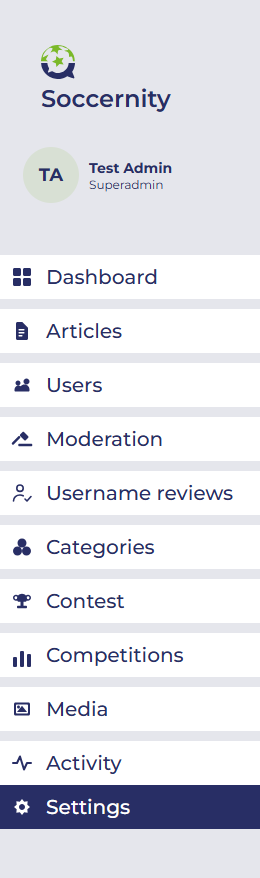 Soccernity
TA
Test Admin
Superadmin
Dashboard
Articles
Users
Moderation
Username reviews
Categories
Contest
Competitions
Media
Activity
Settings